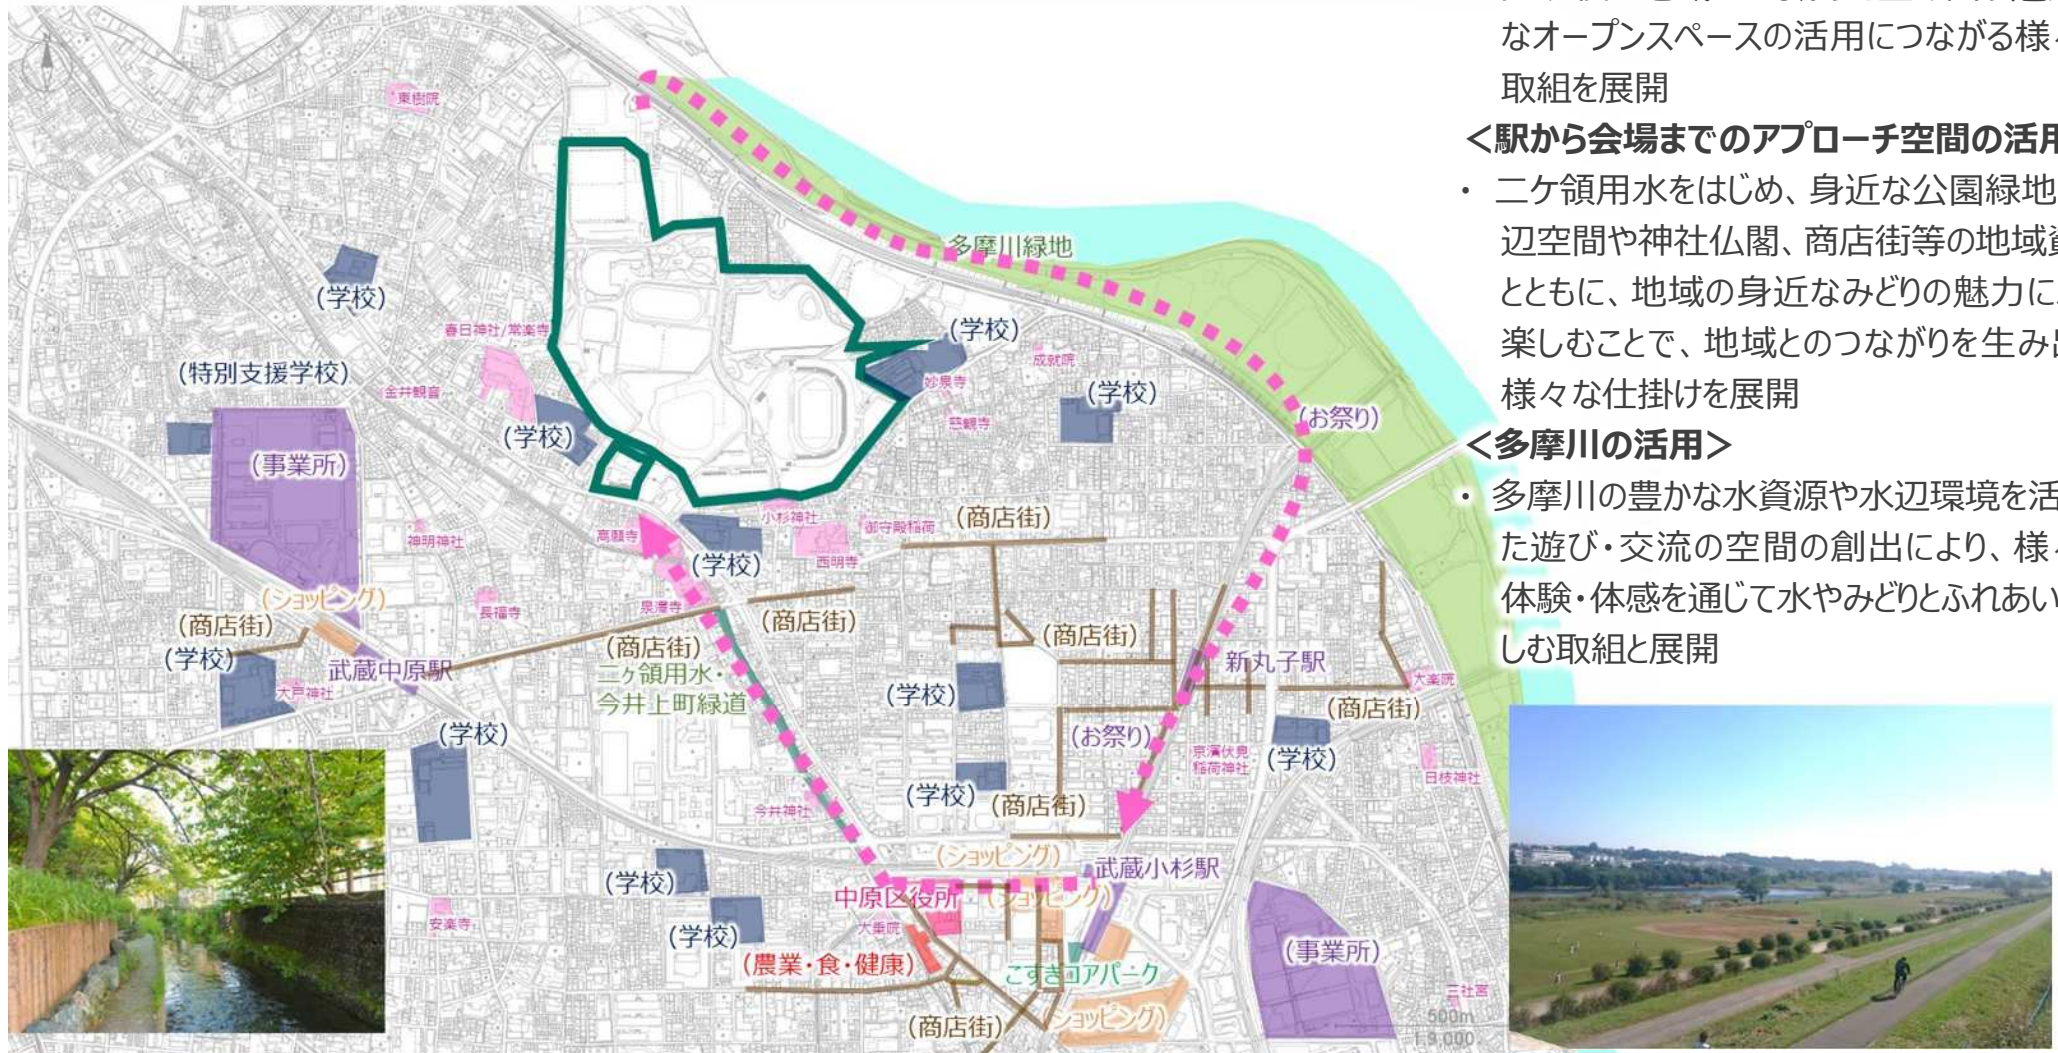 なオープンスペースの活用につながる様々
取組を展開
＜駅から会場までのアプローチ空間の活用
・ 二ケ領用水をはじめ、身近な公園緑地
辺空間や神社仏閣、商店街等の地域資
とともに、地域の身近なみどりの魅力に
楽しむことで、地域とのつながりを生み出
様々な仕掛けを展開
＜多摩川の活用＞
・ 多摩川の豊かな水資源や水辺環境を活
た遊び・交流の空間の創出により、様々
体験・体感を通じて水やみどりとふれあい
しむ取組と展開
東樹院
多摩川緑地
(学校)
春日神社/常楽寺
(学校)
成就院
(特別支援学校)
金井観音
妙泉寺
(学校)
慈観寺
(お祭り)
(学校)
(事業所)
小杉神社
御守殿稲荷
(商店街)
高願寺
神明神社
(学校)
西明寺
(ショッピング)
長福寺
泉澤寺
(商店街)
(商店街)
(商店街)
(商店街)
(学校)
武蔵中原駅
二ヶ領用水・
今井上町緑道
新丸子駅
大戸神社
(学校)
大楽院
(商店街)
(学校)
(お祭り)
京濱伏見
稲荷神社
(学校)
日枝神社
(学校)
(商店街)
今井神社
(ショッピング)
武蔵小杉駅
(学校)
中原区役所
(ショッピング)
安楽寺
大乗院
(学校)
(農業・食・健康)
こすぎコアパーク
(事業所)
三社宮
(商店街)
(ショッピング)
500m
1:9,000